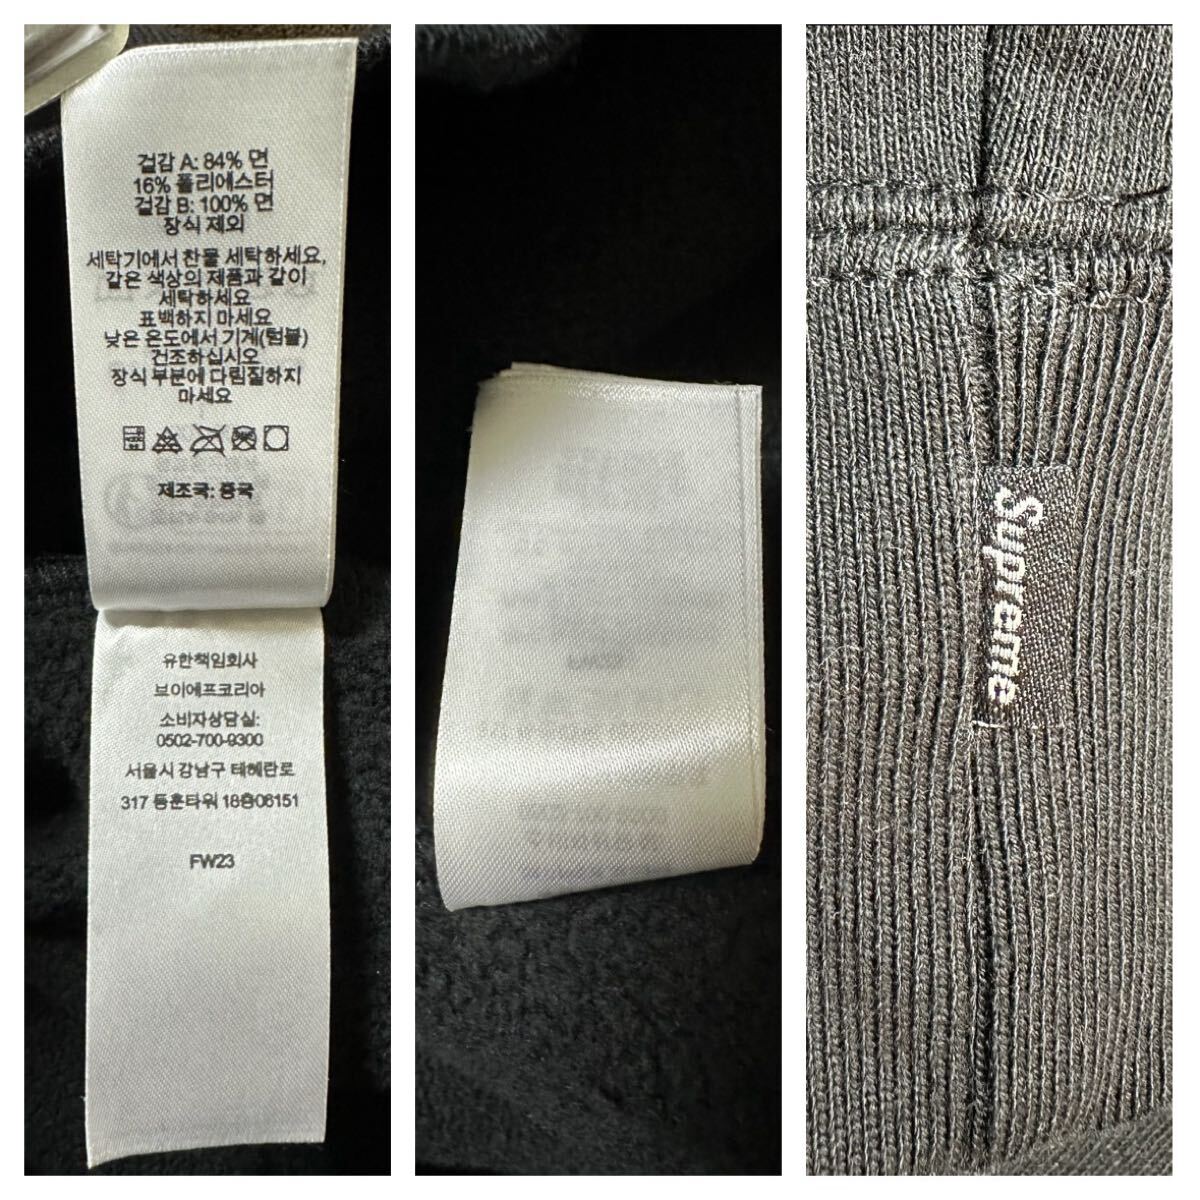 걸감 A: 84% 면
16% 폴리에스터
걸감 B: 100% 면
장식 제외
세탁기에서 찬물 세탁하세요,
같은 색상의 제품과 같이
세탁하세요
표백하지 마세요
낮은 온도에서 기계(텀블)
건조하십시오
장식 부분에 다림질하지
마세요
제조국: 중국
유한책임회사
브이에프코리아
소비자상담실:
0502-700-9300
서울시 강남구 테헤란로
317 동훈타워 18층06151
FW23
Supreme